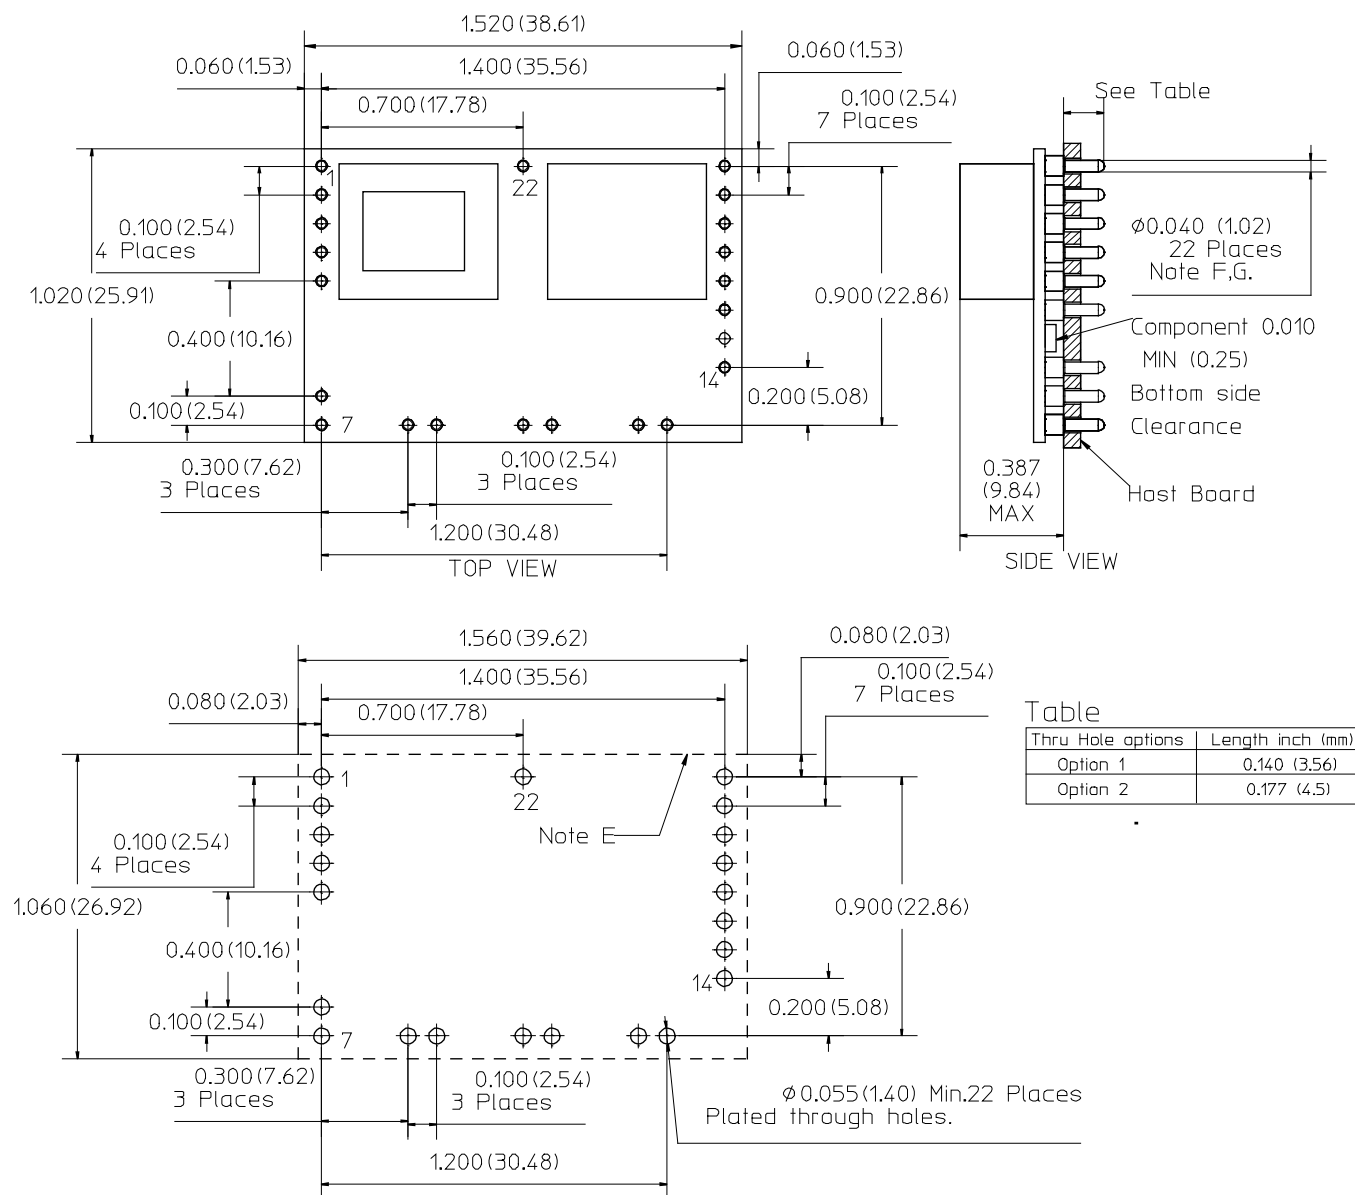 1.520 (38.61)
0.060 (1.53)
1.400 (35.56)
0.060 (1.53)
0.700 (17.78)
0.100 (2.54)
7 Places
See Table
1
22
0.100 (2.54)
4 Places
1.020 (25.91)
0.900 (22.86)
0.400 (10.16)
14
0.200 (5.08)
0.100 (2.54)
7
0.300 (7.62)
3 Places
0.100 (2.54)
3 Places
1.200 (30.48)
TOP VIEW
Ø0.040 (1.02)
22 Places
Note F,G.
Component 0.010
MIN (0.25)
Bottom side
Clearance
0.387
(9.84)
MAX
Host Board
SIDE VIEW
1.560 (39.62)
0.080 (2.03)
1.400 (35.56)
0.100 (2.54)
7 Places
0.080 (2.03)
0.700 (17.78)
1
22
Note E
0.100 (2.54)
4 Places
1.060 (26.92)
0.900 (22.86)
0.400 (10.16)
14
0.200 (5.08)
0.100 (2.54)
7
0.300 (7.62)
3 Places
0.100 (2.54)
3 Places
Ø0.055 (1.40) Min.22 Places
Plated through holes.
1.200 (30.48)
Table
Thru Hole options Length inch (mm)
Option 1 0.140 (3.56)
Option 2 0.177 (4.5)